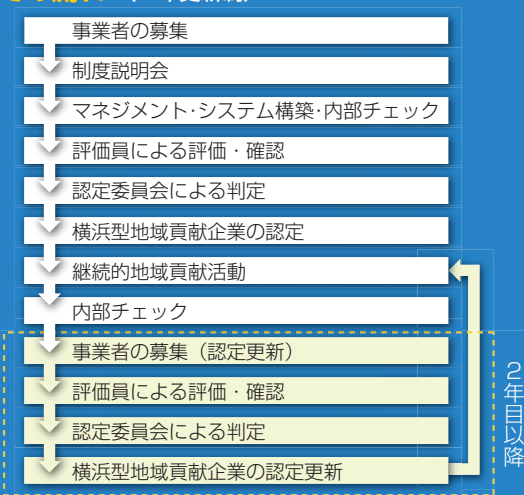 事業者の募集
制度説明会
マネジメント・システム構築・内部チェック
評価員による評価・確認
認定委員会による判定
横浜型地域貢献企業の認定
継続的地域貢献活動
内部チェック
事業者の募集（認定更新）
評価員による評価・確認
認定委員会による判定
横浜型地域貢献企業の認定更新
２年目以降